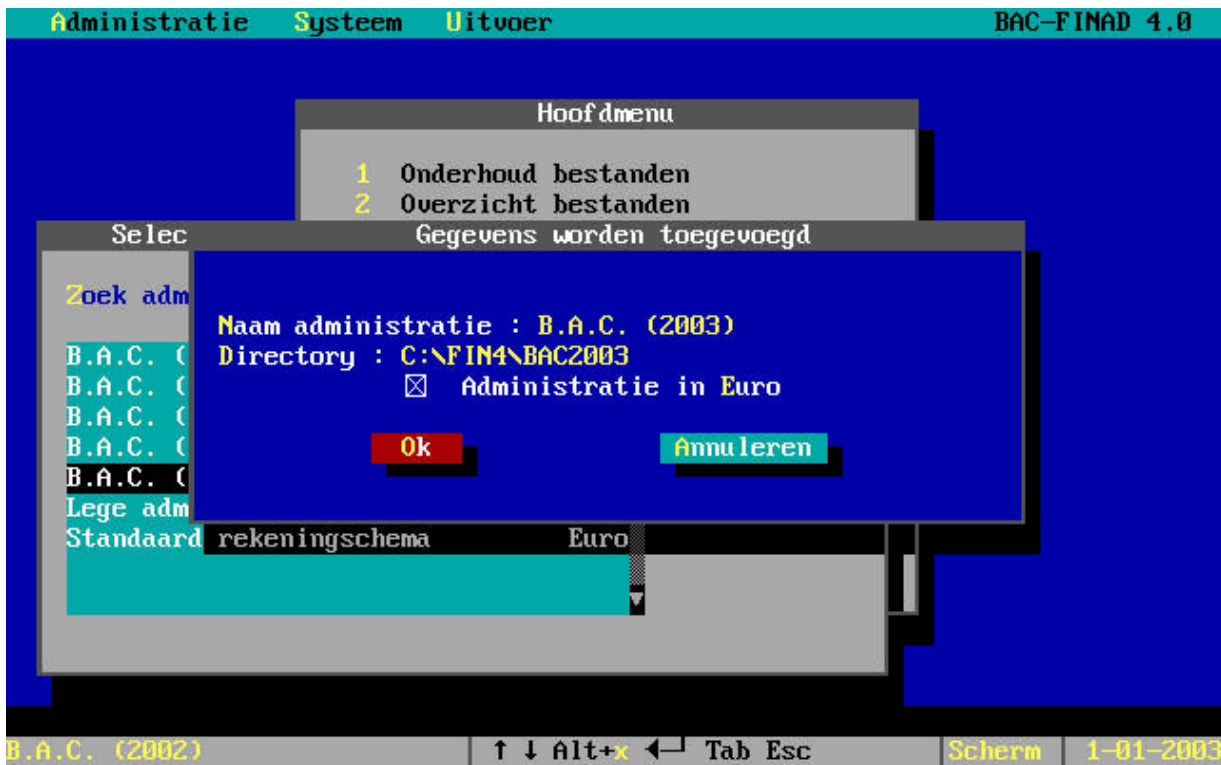 Administratie Systeem Uitvoer BAC-FINAD 4.0
Hoofdmenu
1 Onderhoud bestanden
2 Overzicht bestanden
Selec
Gegevens worden toegevoegd
Zoek adm
Naam administratie : B.A.C. (2003)
Directory : C:\FIN4\BAC2003
☒ Administratie in Euro
Ok Annuleren
B.A.C. (
B.A.C. (
B.A.C. (
B.A.C. (
B.A.C. (
Lege adm
Standaard rekeningschema Euro
B.A.C. (2002) ↑ ↓ Alt+x ◄─┘ Tab Esc Scherm 1-01-2003